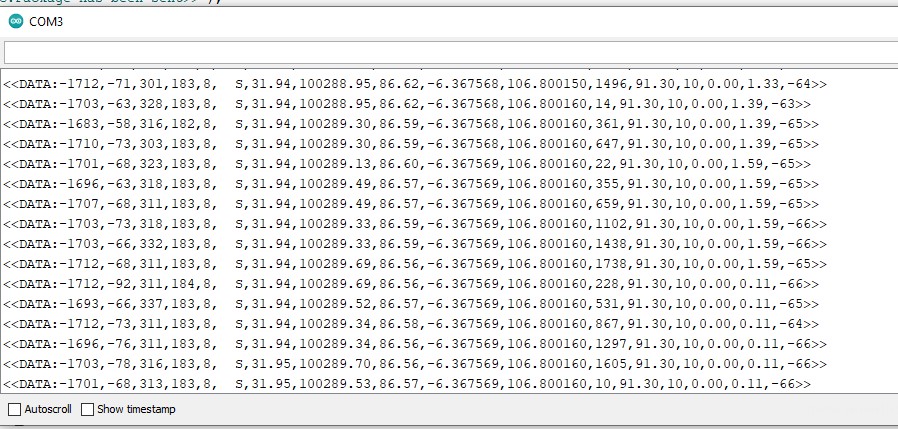 COM3
<<DATA:-1712,-71,301,183,8,  S,31.94,100288.95,86.62,-6.367568,106.800150,1496,91.30,10,0.00,1.33,-64>>
<<DATA:-1703,-63,328,183,8,  S,31.94,100288.95,86.62,-6.367568,106.800160,14,91.30,10,0.00,1.39,-63>>
<<DATA:-1683,-58,316,182,8,  S,31.94,100289.30,86.59,-6.367568,106.800160,361,91.30,10,0.00,1.39,-65>>
<<DATA:-1710,-73,303,183,8,  S,31.94,100289.30,86.59,-6.367568,106.800160,647,91.30,10,0.00,1.39,-65>>
<<DATA:-1701,-68,323,183,8,  S,31.94,100289.13,86.60,-6.367569,106.800160,22,91.30,10,0.00,1.59,-65>>
<<DATA:-1696,-63,318,183,8,  S,31.94,100289.49,86.57,-6.367569,106.800160,355,91.30,10,0.00,1.59,-65>>
<<DATA:-1707,-68,311,183,8,  S,31.94,100289.49,86.57,-6.367569,106.800160,659,91.30,10,0.00,1.59,-65>>
<<DATA:-1703,-73,318,183,8,  S,31.94,100289.33,86.59,-6.367569,106.800160,1102,91.30,10,0.00,1.59,-66>>
<<DATA:-1703,-66,332,183,8,  S,31.94,100289.33,86.59,-6.367569,106.800160,1438,91.30,10,0.00,1.59,-66>>
<<DATA:-1712,-68,311,183,8,  S,31.94,100289.69,86.56,-6.367569,106.800160,1738,91.30,10,0.00,1.59,-65>>
<<DATA:-1712,-92,311,184,8,  S,31.94,100289.69,86.56,-6.367569,106.800160,228,91.30,10,0.00,0.11,-66>>
<<DATA:-1693,-66,337,183,8,  S,31.94,100289.52,86.57,-6.367569,106.800160,531,91.30,10,0.00,0.11,-65>>
<<DATA:-1712,-73,311,183,8,  S,31.94,100289.34,86.58,-6.367569,106.800160,867,91.30,10,0.00,0.11,-64>>
<<DATA:-1696,-76,311,183,8,  S,31.94,100289.34,86.56,-6.367569,106.800160,1297,91.30,10,0.00,0.11,-66>>
<<DATA:-1703,-78,316,183,8,  S,31.95,100289.70,86.56,-6.367569,106.800160,1605,91.30,10,0.00,0.11,-66>>
<<DATA:-1701,-68,313,183,8,  S,31.95,100289.53,86.57,-6.367569,106.800160,10,91.30,10,0.00,0.11,-66>>
Autoscroll Show timestamp